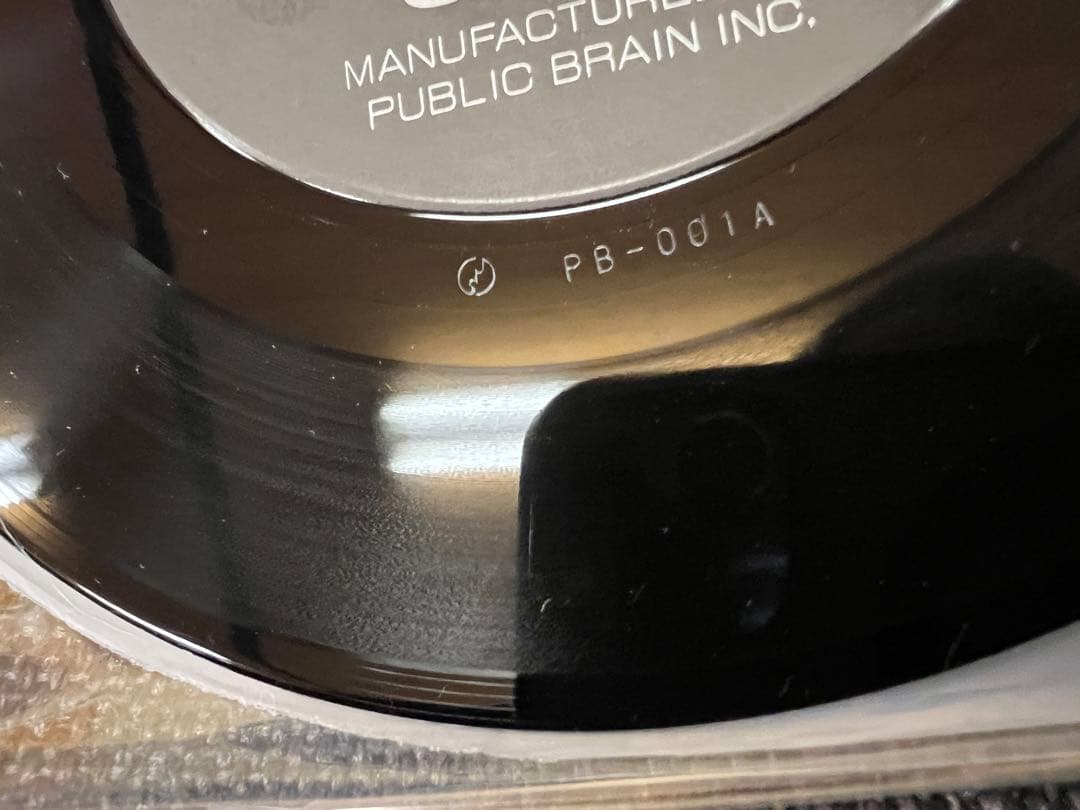 MANUFACTURE
PUBLIC BRAIN INC.
PB-001A